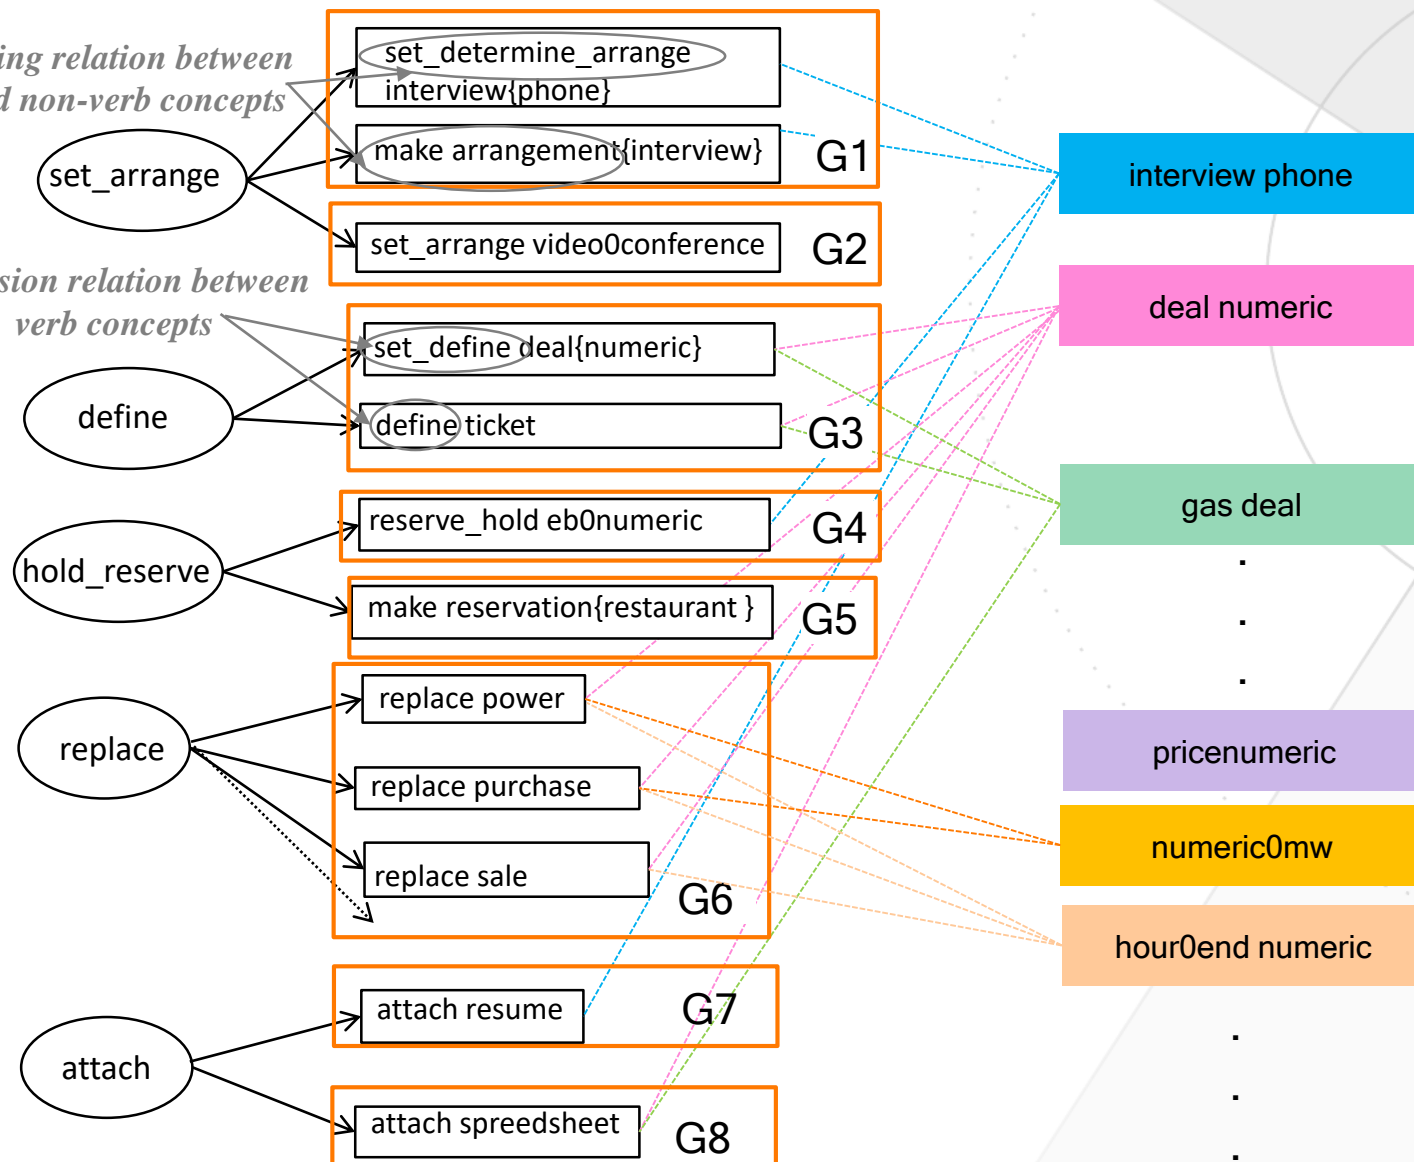 relation between
non-verb concepts
set_arrange
set_determine_arrange
interview{phone}
make arrangement{interview}
G1
set_arrange video0conference
G2
relation between
verb concepts
define
set_define deal{numeric}
define ticket
G3
hold_reserve
reserve_hold eb0numeric
G4
make reservation{restaurant }
G5
replace
replace power
replace purchase
replace sale
G6
attach
attach resume
G7
attach spreedsheet
G8
interview phone
deal numeric
gas deal
.
.
.
pricenumeric
numeric0mw
hour0end numeric
.
.
.